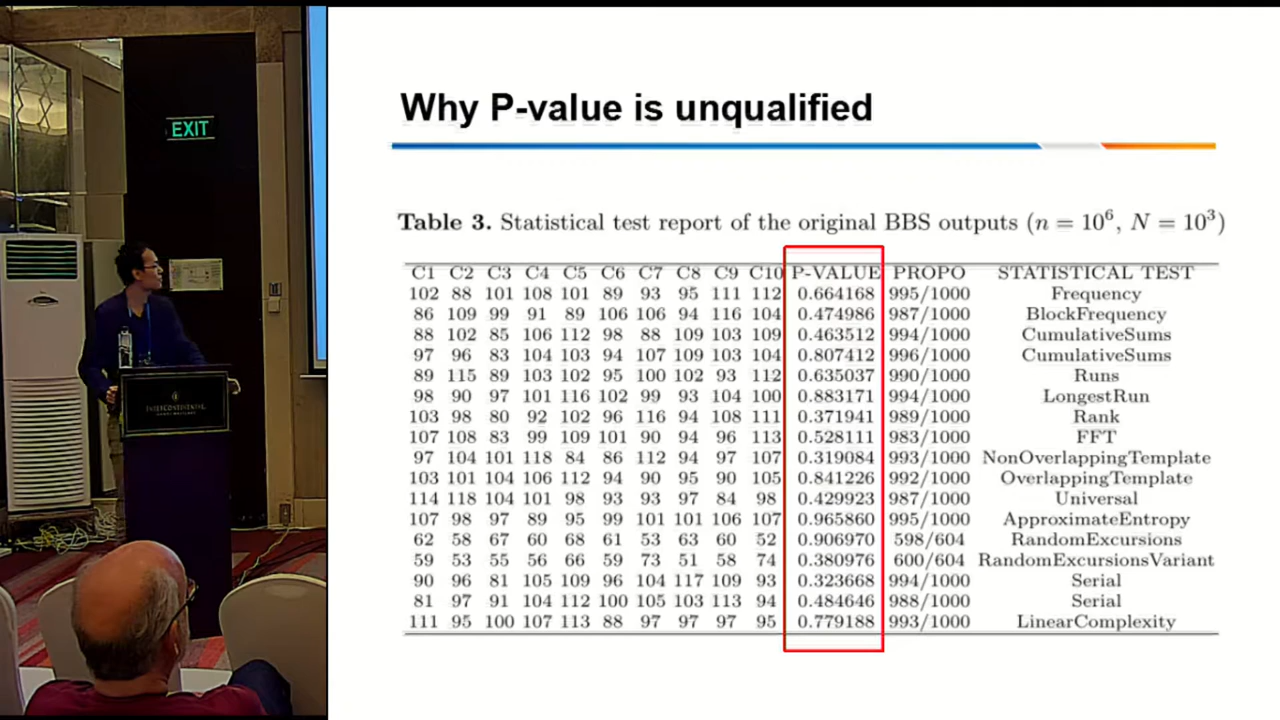 EXIT
INTERCONTINENTAL
Why P-value is unqualified
Table 3. Statistical test report of the original BBS outputs (n = 10^6, N = 10^3)
C1 C2 C3 C4 C5 C6 C7 C8 C9 C10 P-VALUE PROPO STATISTICAL TEST
102 88 101 108 101 89 93 95 111 112 0.664168 995/1000 Frequency
86 109 99 91 89 106 106 94 116 104 0.474986 987/1000 BlockFrequency
88 102 85 106 112 98 88 109 103 109 0.463512 994/1000 CumulativeSums
97 96 83 104 103 94 107 109 103 104 0.807412 996/1000 CumulativeSums
89 115 89 103 102 95 100 102 93 112 0.635037 990/1000 Runs
98 90 97 101 116 102 99 93 104 100 0.883171 994/1000 LongestRun
103 98 80 92 102 96 116 94 108 111 0.371941 989/1000 Rank
107 108 83 99 109 101 90 94 96 113 0.528111 983/1000 FFT
97 104 101 118 84 86 112 94 97 107 0.319084 993/1000 NonOverlappingTemplate
103 101 104 106 112 94 90 95 90 105 0.841226 992/1000 OverlappingTemplate
114 118 104 101 98 93 93 97 84 98 0.429923 987/1000 Universal
107 98 97 89 95 99 101 101 106 107 0.965860 995/1000 ApproximateEntropy
62 58 67 60 68 61 53 63 60 52 0.906970 598/604 RandomExcursions
59 53 55 56 66 59 73 51 58 74 0.380976 600/604 RandomExcursionsVariant
90 96 81 105 109 96 104 117 109 93 0.323668 994/1000 Serial
81 97 91 104 112 100 105 103 113 94 0.484646 988/1000 Serial
111 95 100 107 113 88 97 97 97 95 0.779188 993/1000 LinearComplexity